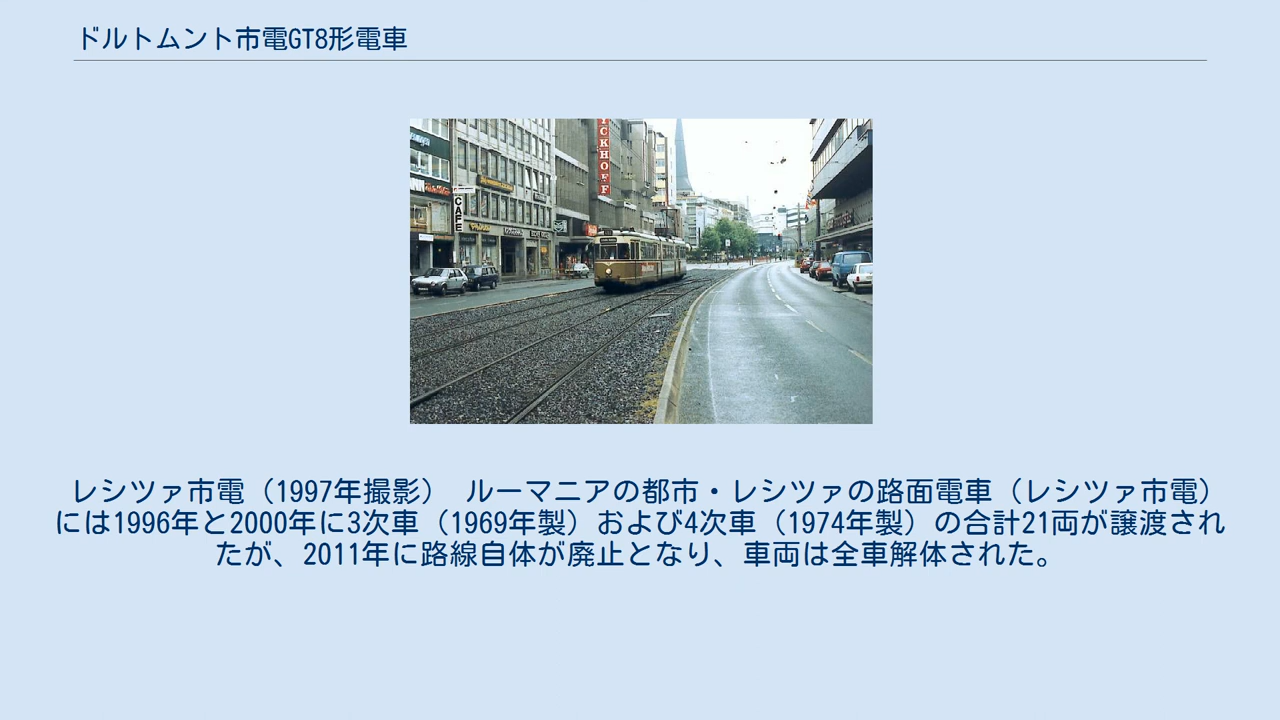 ドルトムント市電GT8形電車
ICKHOFF
CAFE
レシツァ市電（1997年撮影） ルーマニアの都市・レシツァの路面電車（レシツァ市電）
には1996年と2000年に3次車（1969年製）および4次車（1974年製）の合計21両が譲渡され
たが、2011年に路線自体が廃止となり、車両は全車解体された。